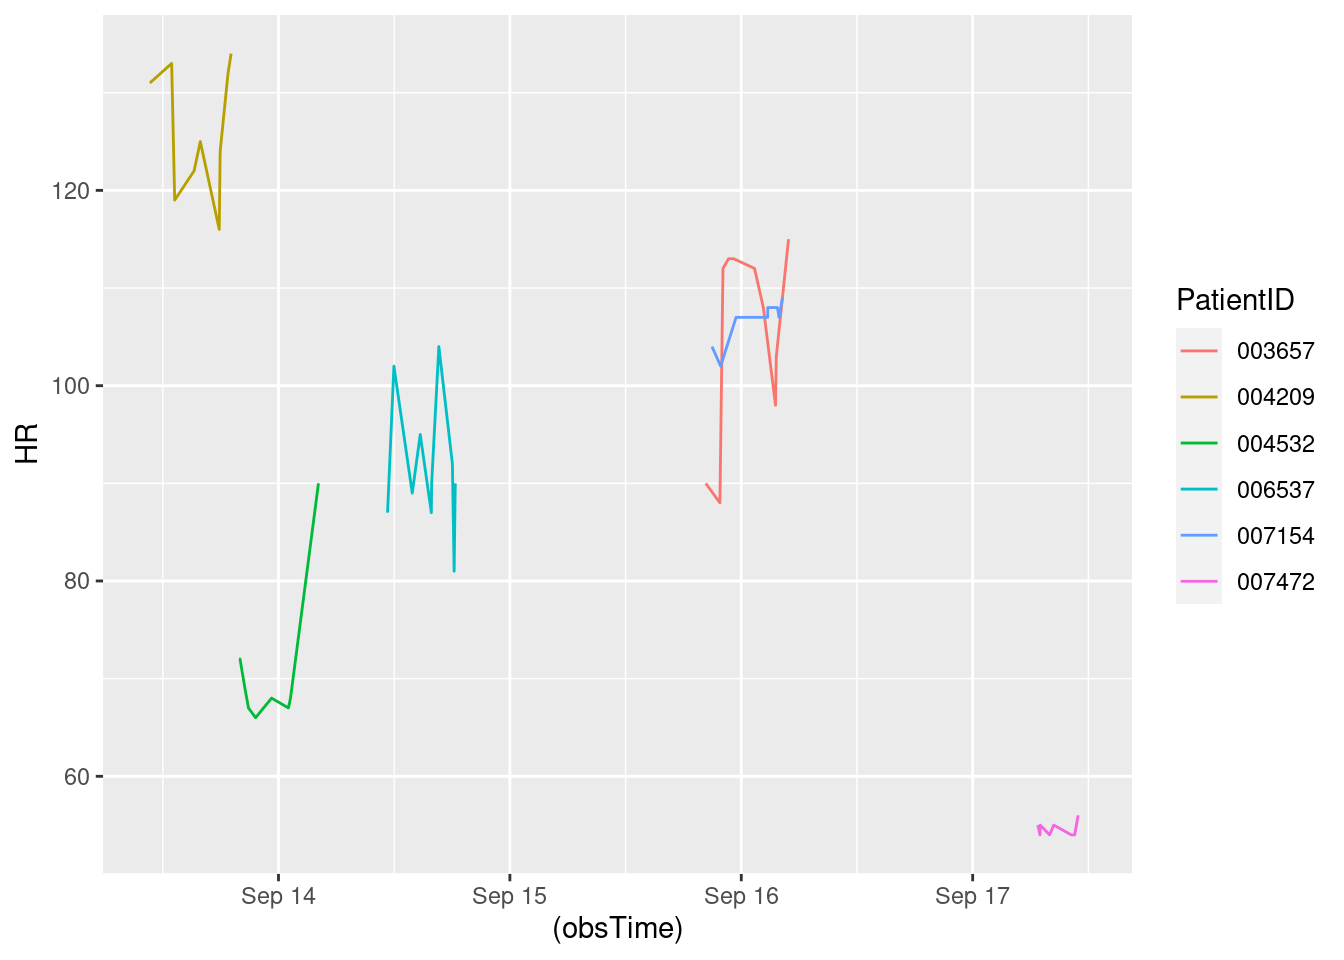 HR
120
100
80
60
Sep 14
Sep 15
Sep 16
Sep 17
(obsTime)
PatientID
003657
004209
004532
006537
007154
007472